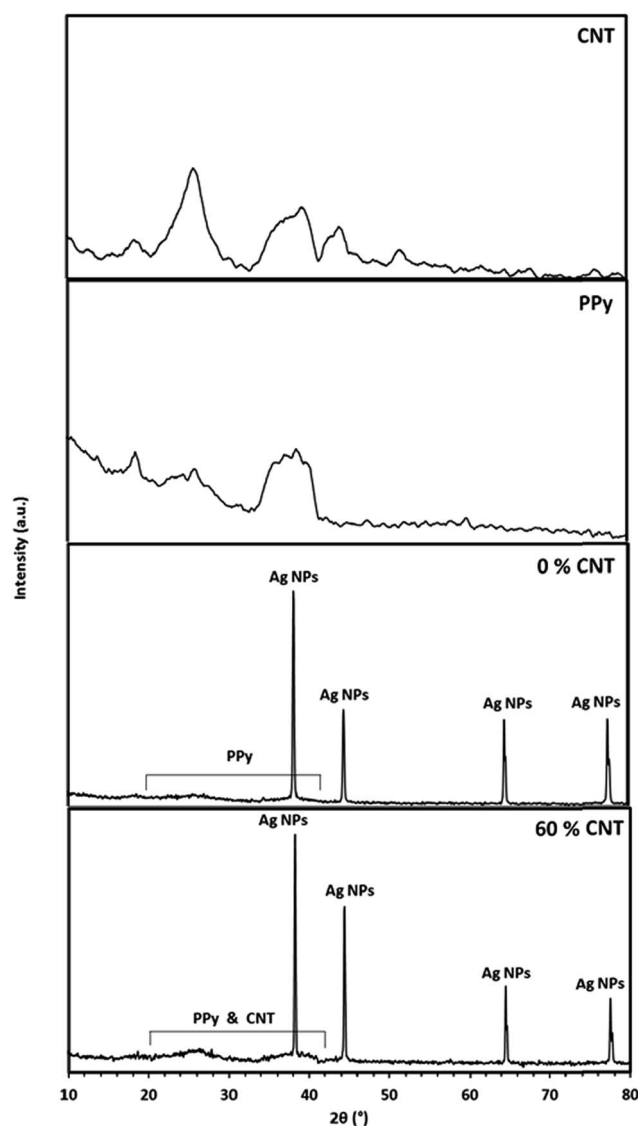 CNT
PPy
Intensity (a.u.)
0 % CNT
Ag NPs
Ag NPs
Ag NPs
Ag NPs
PPy
60 % CNT
Ag NPs
Ag NPs
Ag NPs
Ag NPs
PPy & CNT
10 20 30 40 50 60 70 80
2θ (°)